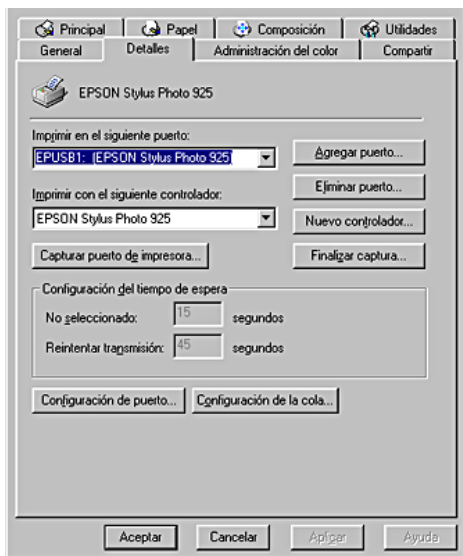 Principal Papel Composición Utilidades
General Detalles Administración del color Compartir
EPSON Stylus Photo 925
Imprimir en el siguiente puerto:
EPUSB1: (EPSON Stylus Photo 925)
Agregar puerto...
Eliminar puerto...
Imprimir con el siguiente controlador:
EPSON Stylus Photo 925
Nuevo controlador...
Capturar puerto de impresora...
Finalizar captura...
Configuración del tiempo de espera
No seleccionado: 15 segundos
Reintentar transmisión: 45 segundos
Configuración de puerto... Configuración de la cola...
Aceptar Cancelar Aplicar Ayuda